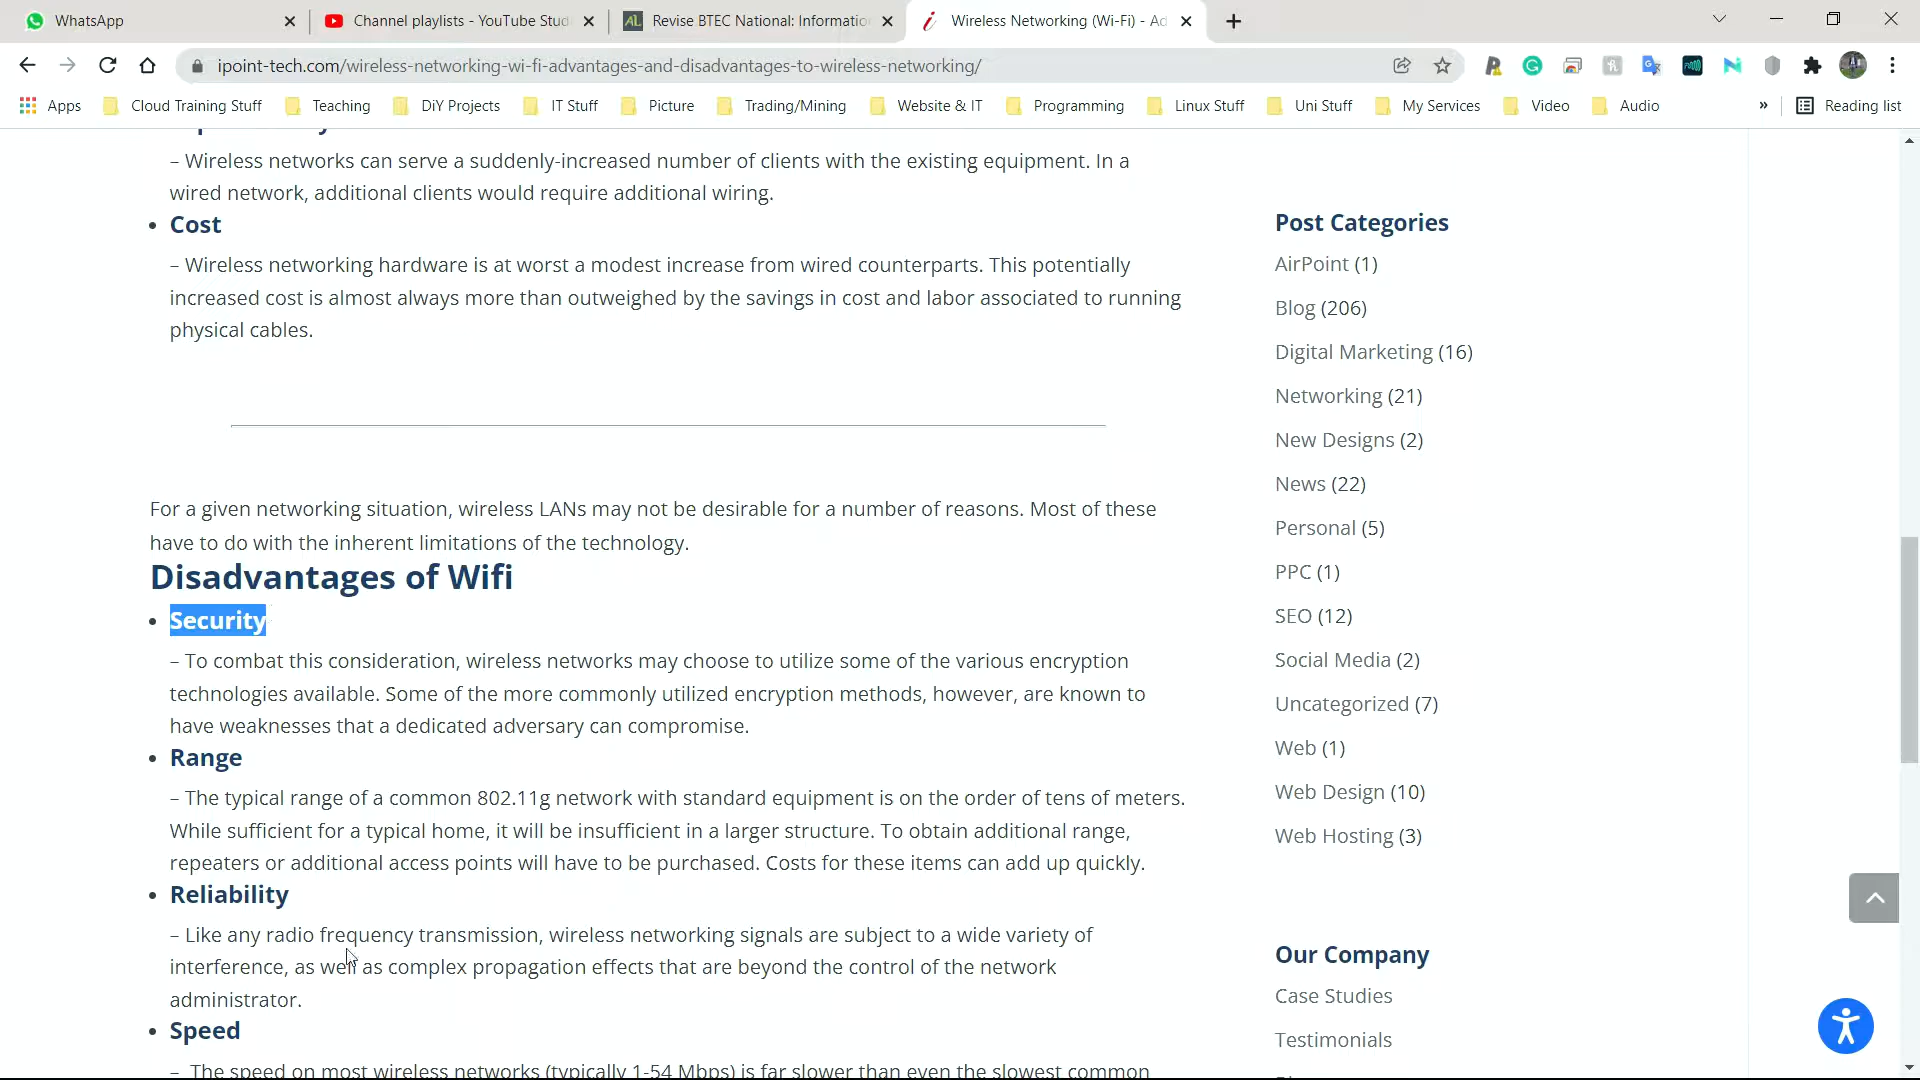 WhatsApp
Channel playlists - YouTube Stud
Revise BTEC National: Informatio
Wireless Networking (Wi-Fi) - Ad
ipoint-tech.com/wireless-networking-wi-fi-advantages-and-disadvantages-to-wireless-networking/
Apps
Cloud Training Stuff
Teaching
DiY Projects
IT Stuff
Picture
Trading/Mining
Website & IT
Programming
Linux Stuff
Uni Stuff
My Services
Video
Audio
»
Reading list
– Wireless networks can serve a suddenly-increased number of clients with the existing equipment. In a
wired network, additional clients would require additional wiring.
• Cost
– Wireless networking hardware is at worst a modest increase from wired counterparts. This potentially
increased cost is almost always more than outweighed by the savings in cost and labor associated to running
physical cables.
For a given networking situation, wireless LANs may not be desirable for a number of reasons. Most of these
have to do with the inherent limitations of the technology.
Disadvantages of Wifi
• Security
– To combat this consideration, wireless networks may choose to utilize some of the various encryption
technologies available. Some of the more commonly utilized encryption methods, however, are known to
have weaknesses that a dedicated adversary can compromise.
• Range
– The typical range of a common 802.11g network with standard equipment is on the order of tens of meters.
While sufficient for a typical home, it will be insufficient in a larger structure. To obtain additional range,
repeaters or additional access points will have to be purchased. Costs for these items can add up quickly.
• Reliability
– Like any radio frequency transmission, wireless networking signals are subject to a wide variety of
interference, as well as complex propagation effects that are beyond the control of the network
administrator.
• Speed
– The speed on most wireless networks (typically 1-54 Mbps) is far slower than even the slowest common
Post Categories
AirPoint (1)
Blog (206)
Digital Marketing (16)
Networking (21)
New Designs (2)
News (22)
Personal (5)
PPC (1)
SEO (12)
Social Media (2)
Uncategorized (7)
Web (1)
Web Design (10)
Web Hosting (3)
Our Company
Case Studies
Testimonials